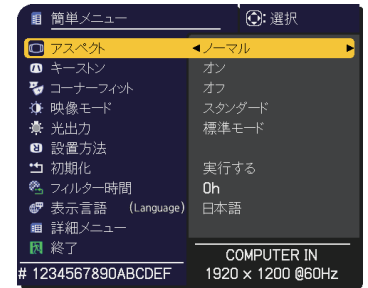 簡単メニュー :選択
アスペクト ノーマル
キーストン オン
コーナーフィット オフ
映像モード スタンダード
光出力 標準モード
設置方法
初期化 実行する
フィルター時間 0h
表示言語 (Language) 日本語
詳細メニュー
終了
COMPUTER IN
# 1234567890ABCDEF 1920 x 1200 @60Hz